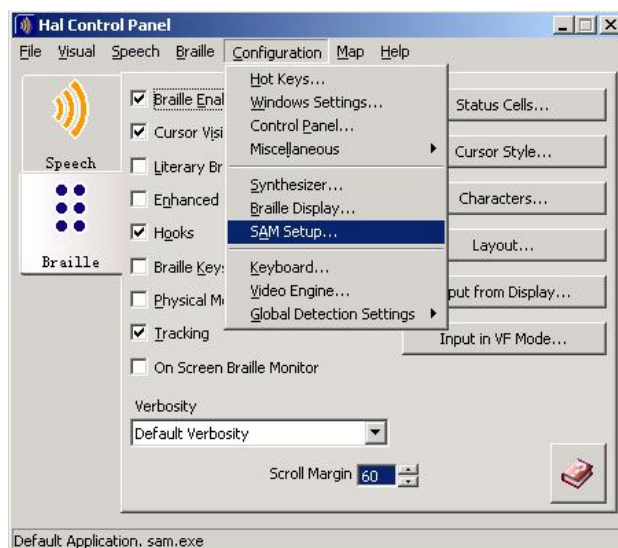 Hal Control Panel
File Visual Speech Braille Configuration Map Help
Speech
Braille
Braille Enal
Cursor Visi
Literary Br
Enhanced
Hooks
Braille Key
Physical M
Tracking
On Screen Braille Monitor
Verbosity
Default Verbosity
Scroll Margin 60
Hot Keys...
Windows Settings...
Control Panel...
Miscellaneous
Synthesizer...
Braille Display...
SAM Setup...
Keyboard...
Video Engine...
Global Detection Settings
Status Cells...
Cursor Style...
Characters...
Layout...
put from Display...
Input in VF Mode...
Default Application. sam.exe